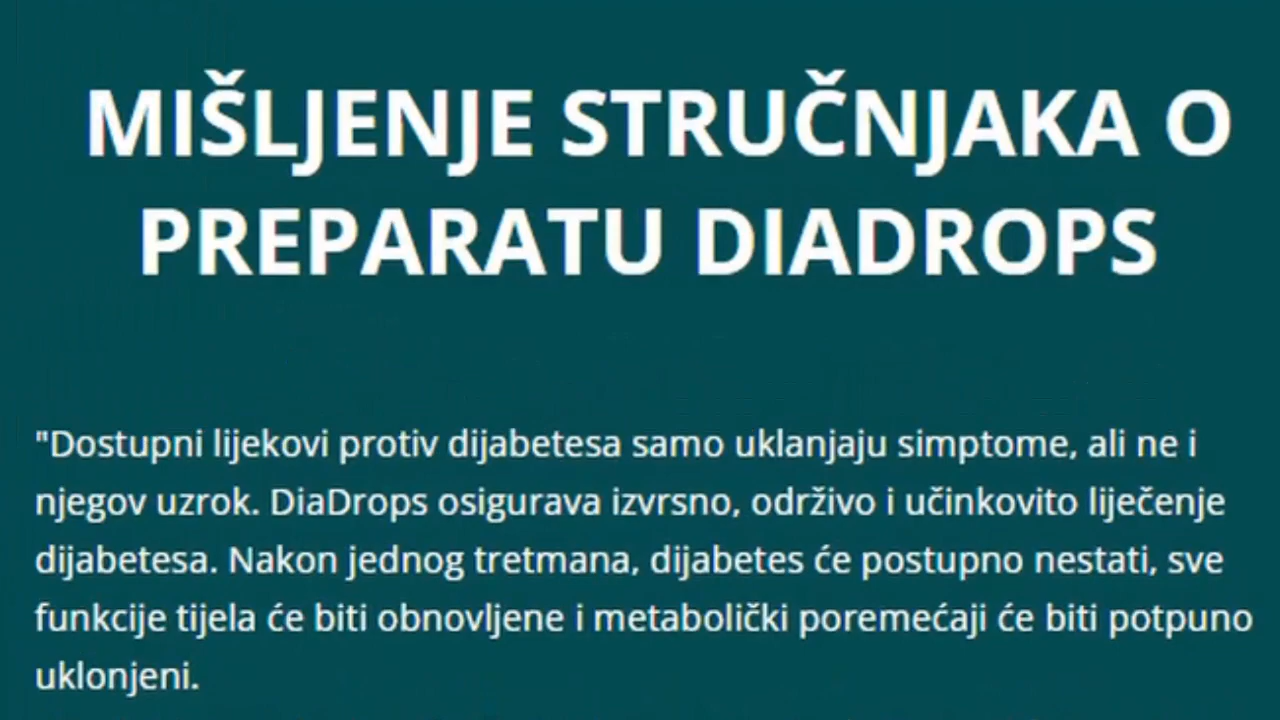 MIŠLJENJE STRUČNJAKA O
PREPARATU DIADROPS
"Dostupni lijekovi protiv dijabetesa samo uklanjaju simptome, ali ne i
njegov uzrok. DiaDrops osigurava izvrsno, održivo i učinkovito liječenje
dijabetesa. Nakon jednog tretmana, dijabetes će postupno nestati, sve
funkcije tijela će biti obnovljene i metabolički poremećaji će biti potpuno
uklonjeni.